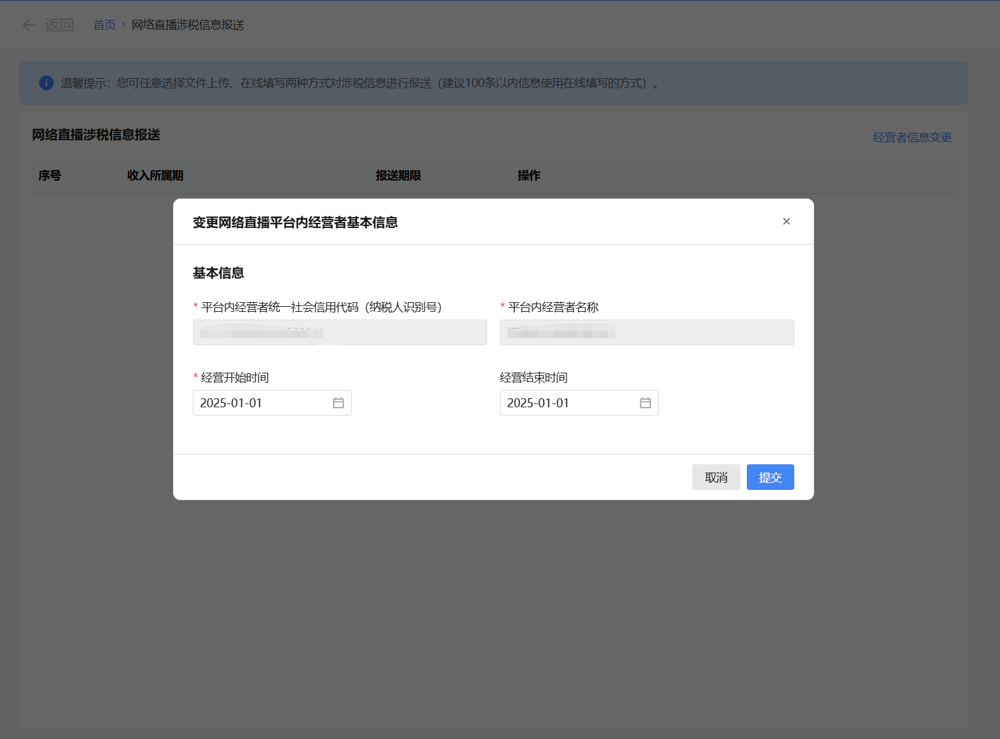 返回 首页 > 网络直播涉税信息报送
温馨提示：您可任意选择文件上传、在线填写两种方式对涉税信息进行报送（建议100条以内信息使用在线填写的方式）。
网络直播涉税信息报送
经营者信息变更
序号 收入所属期 报送期限 操作
变更网络直播平台内经营者基本信息
基本信息
* 平台内经营者统一社会信用代码（纳税人识别号） * 平台内经营者名称
* 经营开始时间 经营结束时间
2025-01-01 2025-01-01
取消 提交